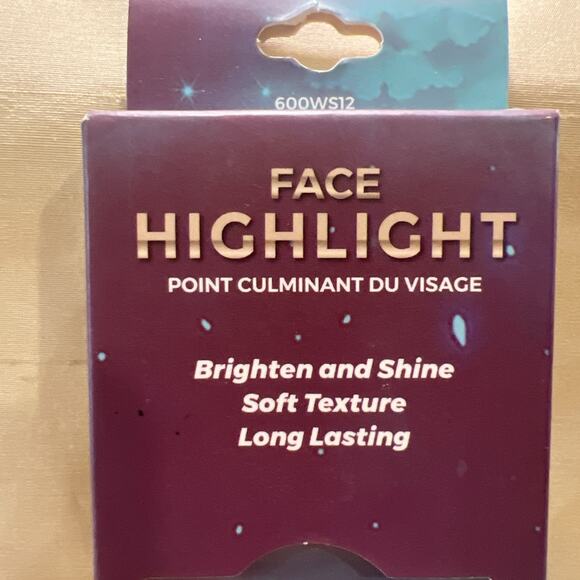 600WS12
FACE
HIGHLIGHT
POINT CULMINANT DU VISAGE
Brighten and Shine
Soft Texture
Long Lasting